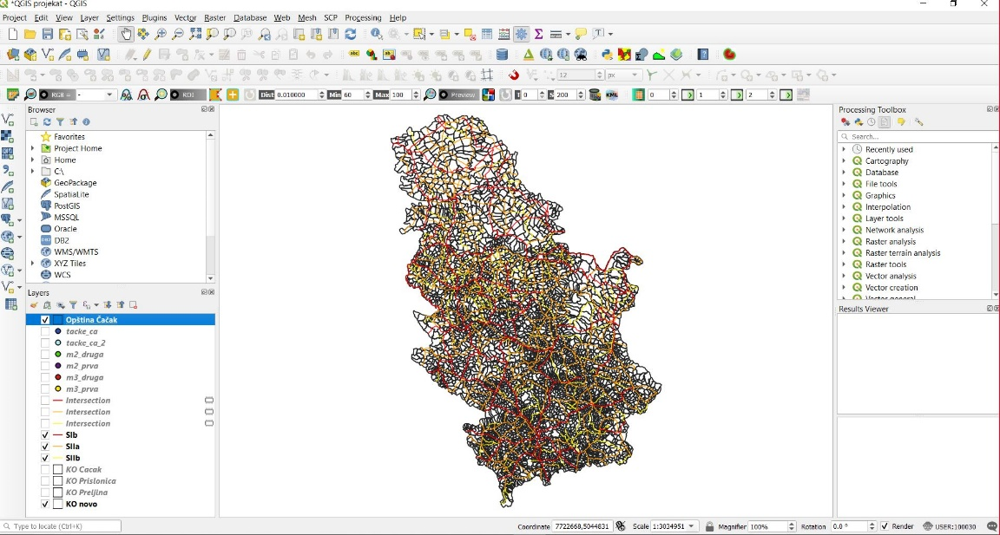 *QGIS projekat - QGIS
Project Edit View Layer Settings Plugins Vector Raster Database Web Mesh SCP Processing Help
12 px
RGB = - ROI Dist 0.010000 Min 60 Max 100 Preview T 0 S 200 KML 0 1 2
Browser
Favorites
Project Home
Home
C:\
GeoPackage
SpatiaLite
PostGIS
MSSQL
Oracle
DB2
WMS/WMTS
XYZ Tiles
WCS
Layers
Opština Čačak
tacke_ca
tacke_ca_2
m2_druga
m2_prva
m3_druga
m3_prva
Intersection
Intersection
Intersection
SIb
SIIa
SIIb
KO Cacak
KO Prislonica
KO Preljina
KO novo
Processing Toolbox
Search...
Recently used
Cartography
Database
File tools
Graphics
Interpolation
Layer tools
Network analysis
Raster analysis
Raster terrain analysis
Raster tools
Vector analysis
Vector creation
Vector general
Results Viewer
Type to locate (Ctrl+K)
Coordinate 7722668,5044831 Scale 1:3034951 Magnifier 100% Rotation 0.0 ° Render USER:100030